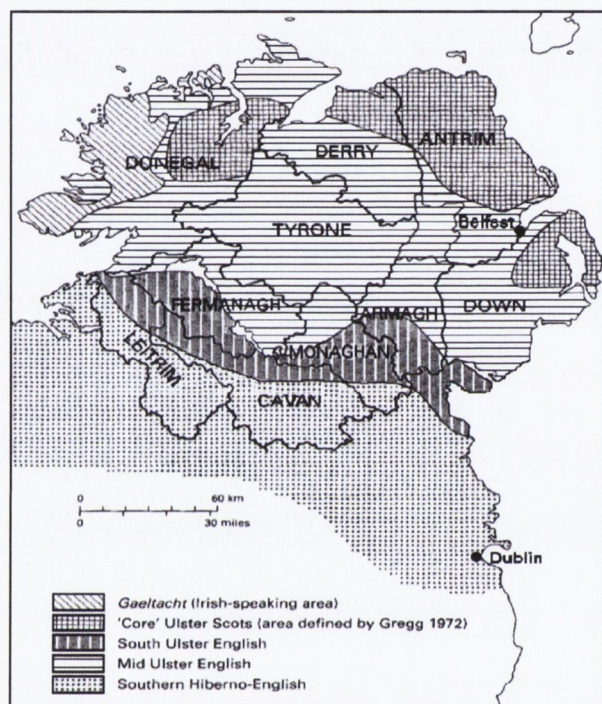 DONEGAL
DERRY
ANTRIM
TYRONE
Belfast
FERMANAGH
ARMAGH
DOWN
MONAGHAN
LEITRIM
CAVAN
0 60 km
0 30 miles
Dublin
Gaeltacht (Irish-speaking area)
'Core' Ulster Scots (area defined by Gregg 1972)
South Ulster English
Mid Ulster English
Southern Hiberno-English